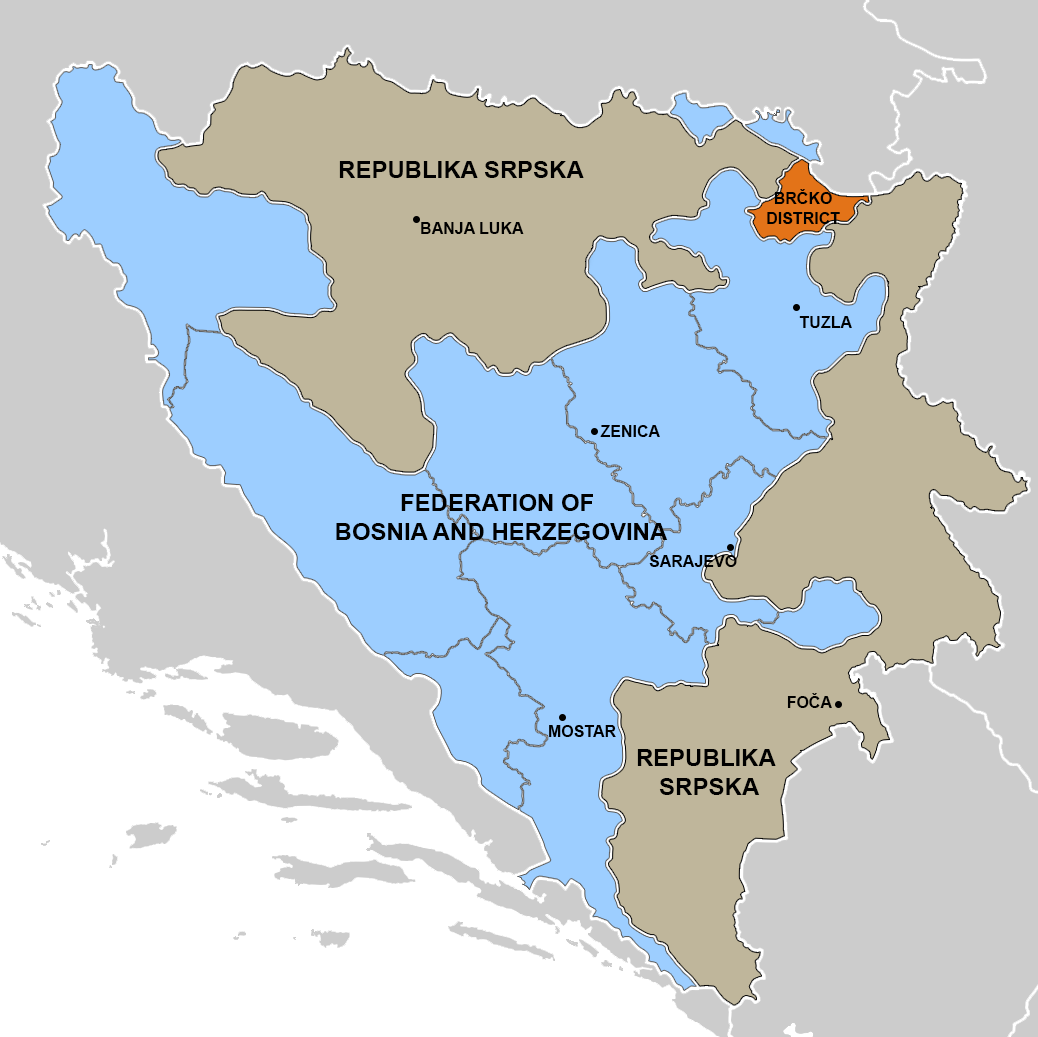 REPUBLIKA SRPSKA
BRČKO
DISTRICT
BANJA LUKA
TUZLA
ZENICA
FEDERATION OF
BOSNIA AND HERZEGOVINA
SARAJEVO
FOČA
MOSTAR
REPUBLIKA
SRPSKA